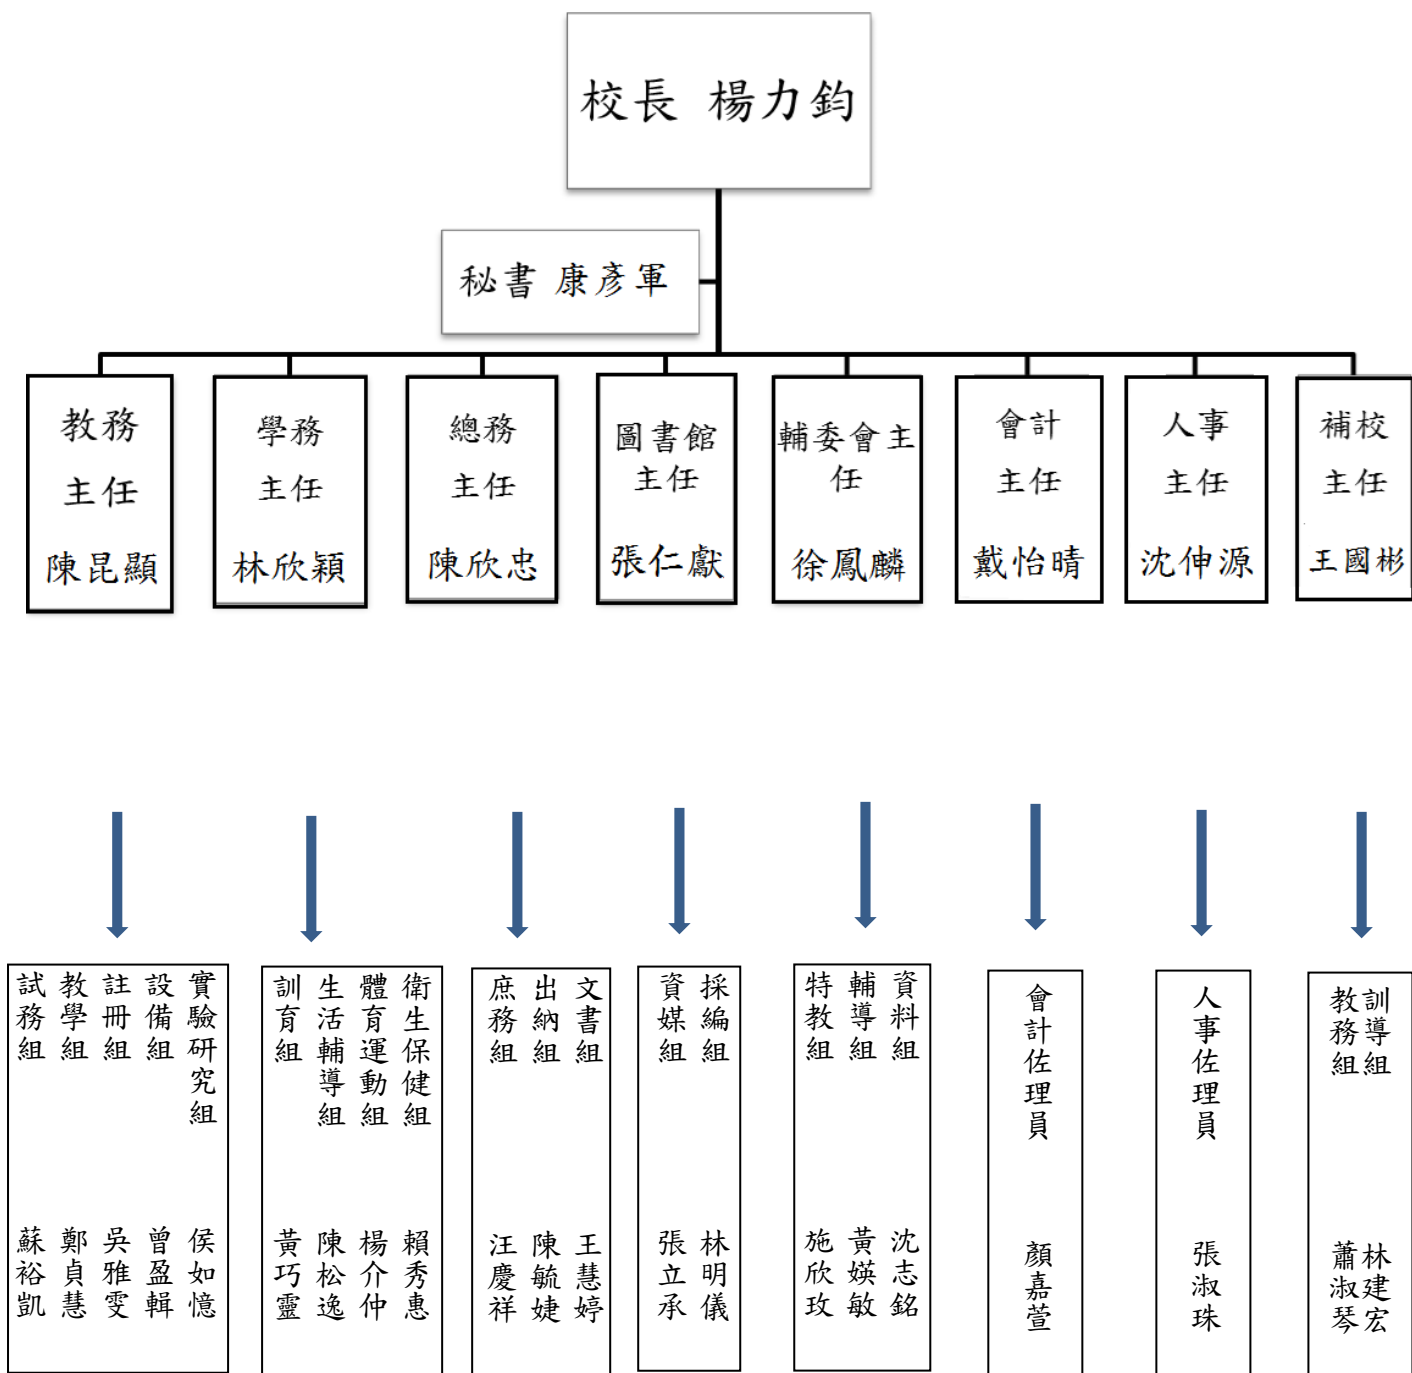 校長 楊力鈞
秘書 康彥軍
教務
主任
陳昆顯
學務
主任
林欣穎
總務
主任
陳欣忠
圖書館
主任
張仁獻
輔委會主
任
徐鳳麟
會計
主任
戴怡晴
人事
主任
沈伸源
補校
主任
王國彬
試務組 蘇裕凱
教學組 鄭貞慧
註冊組 吳雅雯
設備組 曾盈輯
實驗研究組 侯如憶
訓育組 黃巧靈
生活輔導組 陳松逸
體育運動組 楊介仲
衛生保健組 賴秀惠
庶務組 汪慶祥
出納組 陳毓婕
文書組 王慧婷
資媒組 張立承
採編組 林明儀
特教組 施欣玫
輔導組 黃媖敏
資料組 沈志銘
會計佐理員 顏嘉萱
人事佐理員 張淑珠
教務組 蕭淑琴
訓導組 林建宏